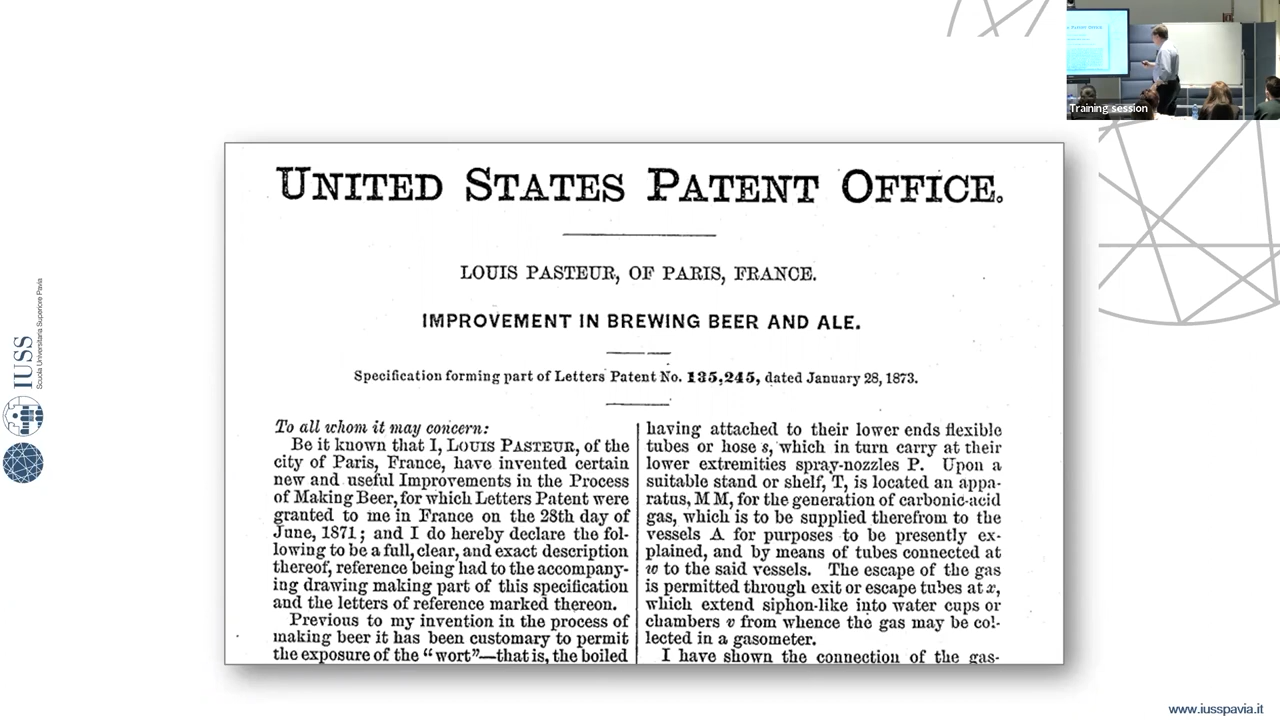 Training session
UNITED STATES PATENT OFFICE.
LOUIS PASTEUR, OF PARIS, FRANCE.
IMPROVEMENT IN BREWING BEER AND ALE.
Specification forming part of Letters Patent No. 135,245, dated January 28, 1873.
To all whom it may concern:
Be it known that I, LOUIS PASTEUR, of the
city of Paris, France, have invented certain
new and useful Improvements in the Process
of Making Beer, for which Letters Patent were
granted to me in France on the 28th day of
June, 1871; and I do hereby declare the fol-
lowing to be a full, clear, and exact description
thereof, reference being had to the accompany-
ing drawing making part of this specification
and the letters of reference marked thereon.
Previous to my invention in the process of
making beer it has been customary to permit
the exposure of the “wort”—that is, the boiled
having attached to their lower ends flexible
tubes or hose s, which in turn carry at their
lower extremities spray-nozzles P. Upon a
suitable stand or shelf, T, is located an appa-
ratus, M M, for the generation of carbonic-acid
gas, which is to be supplied therefrom to the
vessels A for purposes to be presently ex-
plained, and by means of tubes connected at
w to the said vessels. The escape of the gas
is permitted through exit or escape tubes at x,
which extend siphon-like into water cups or
chambers v from whence the gas may be col-
lected in a gasometer.
I have shown the connection of the gas-
IUSS
Scuola Universitaria Superiore Pavia
www.iusspavia.it